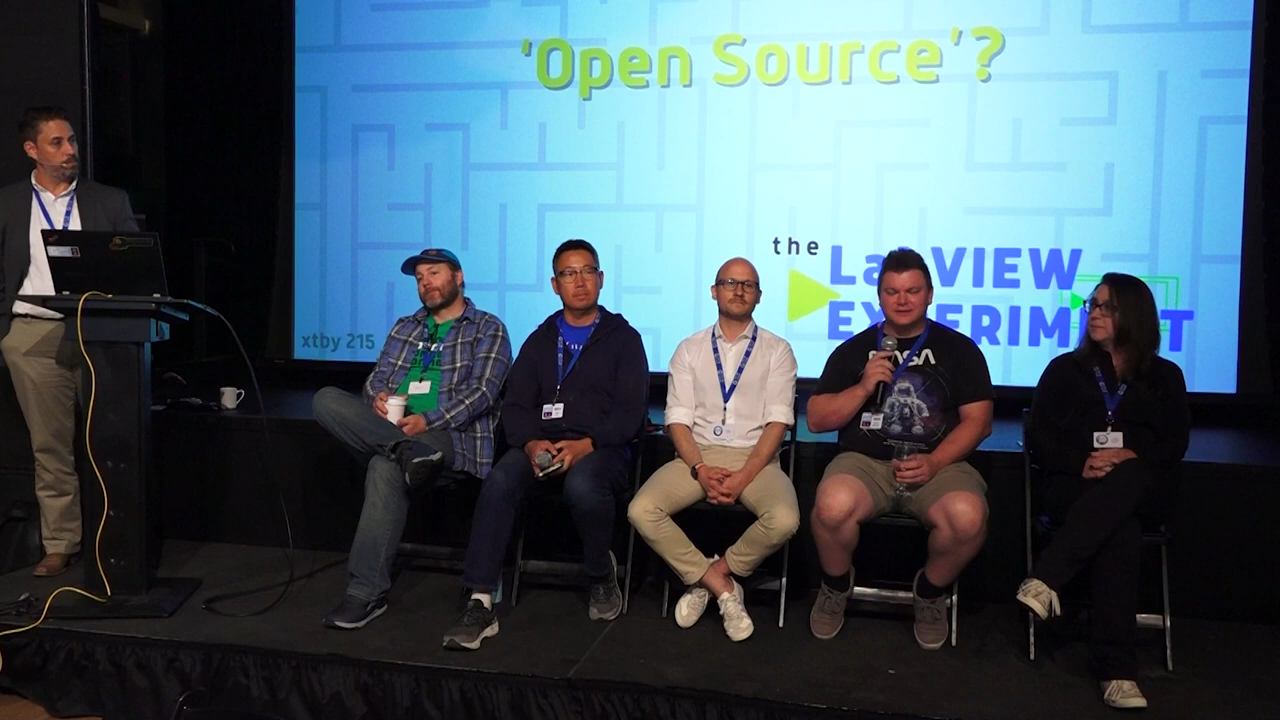 'Open Source'?
the
LabVIEW
EXPERIMENT
xtby 215
NASA